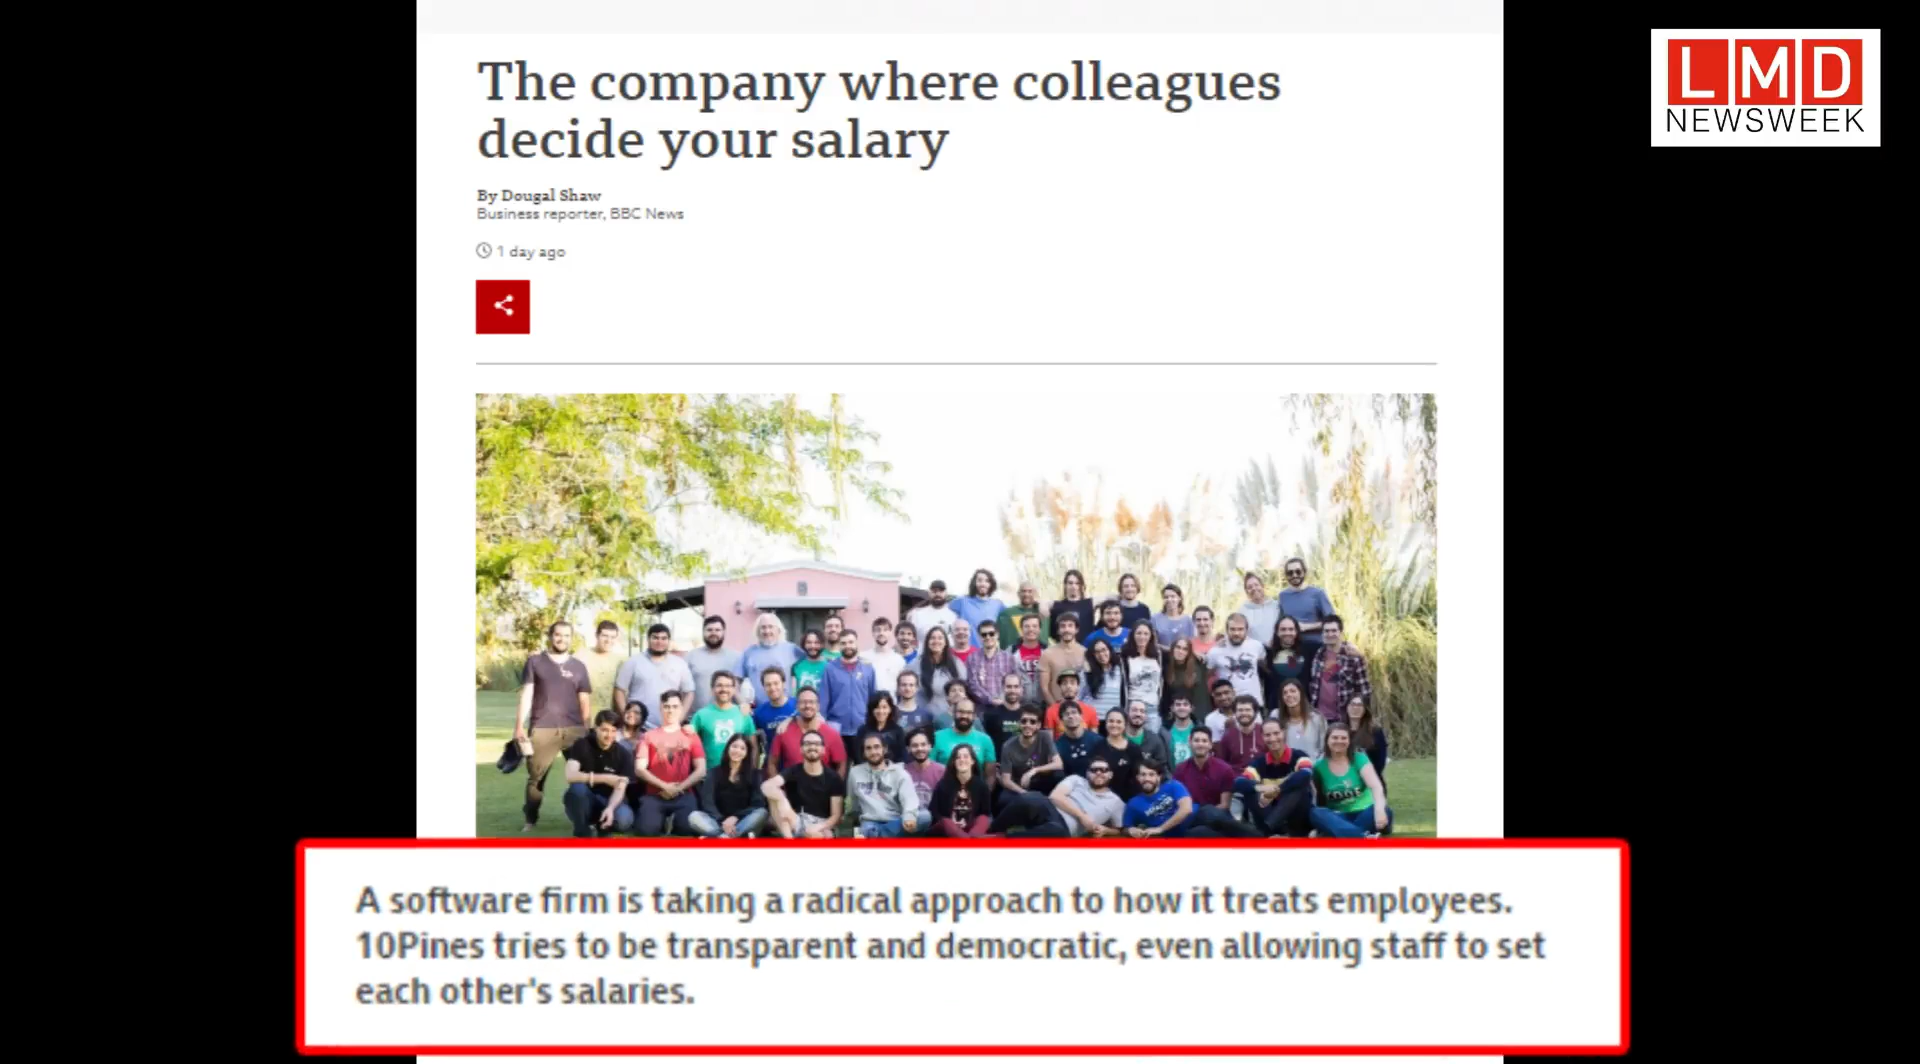 The company where colleagues
decide your salary
By Dougal Shaw
Business reporter, BBC News
1 day ago
L M D
NEWSWEEK
A software firm is taking a radical approach to how it treats employees.
10Pines tries to be transparent and democratic, even allowing staff to set
each other's salaries.